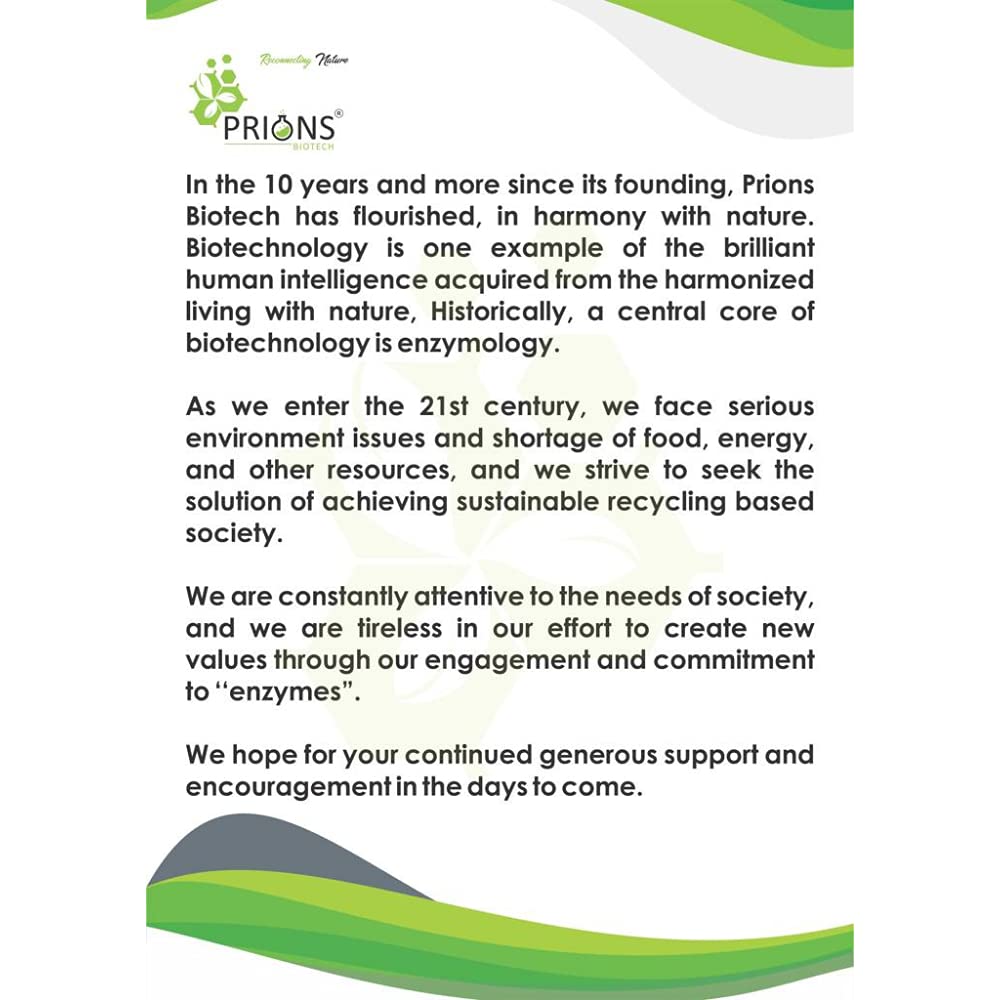 Reconnecting Nature
PRIONS®
BIOTECH
In the 10 years and more since its founding, Prions
Biotech has flourished, in harmony with nature.
Biotechnology is one example of the brilliant
human intelligence acquired from the harmonized
living with nature, Historically, a central core of
biotechnology is enzymology.
As we enter the 21st century, we face serious
environment issues and shortage of food, energy,
and other resources, and we strive to seek the
solution of achieving sustainable recycling based
society.
We are constantly attentive to the needs of society,
and we are tireless in our effort to create new
values through our engagement and commitment
to ‘‘enzymes”.
We hope for your continued generous support and
encouragement in the days to come.